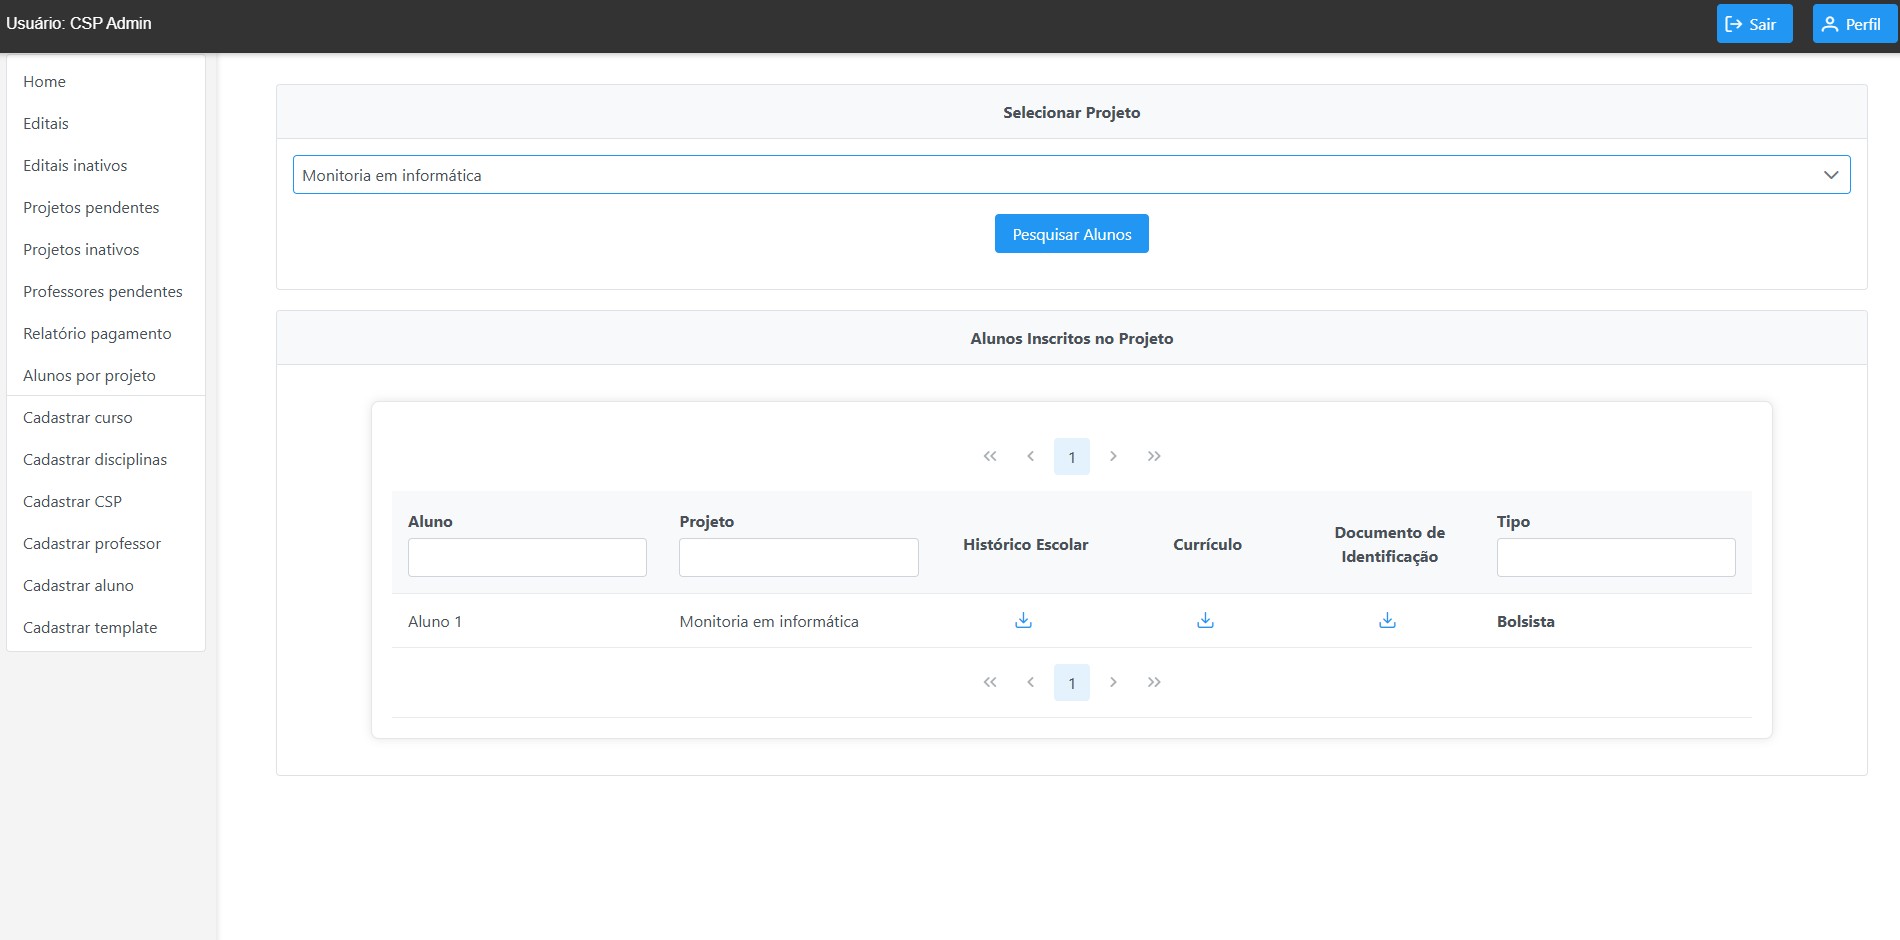 Usuário: CSP Admin
Sair
Perfil
Home
Editais
Editais inativos
Projetos pendentes
Projetos inativos
Professores pendentes
Relatório pagamento
Alunos por projeto
Cadastrar curso
Cadastrar disciplinas
Cadastrar CSP
Cadastrar professor
Cadastrar aluno
Cadastrar template
Selecionar Projeto
Monitoria em informática
Pesquisar Alunos
Alunos Inscritos no Projeto
1
Aluno
Projeto
Histórico Escolar
Currículo
Documento de
Identificação
Tipo
Aluno 1
Monitoria em informática
Bolsista
1